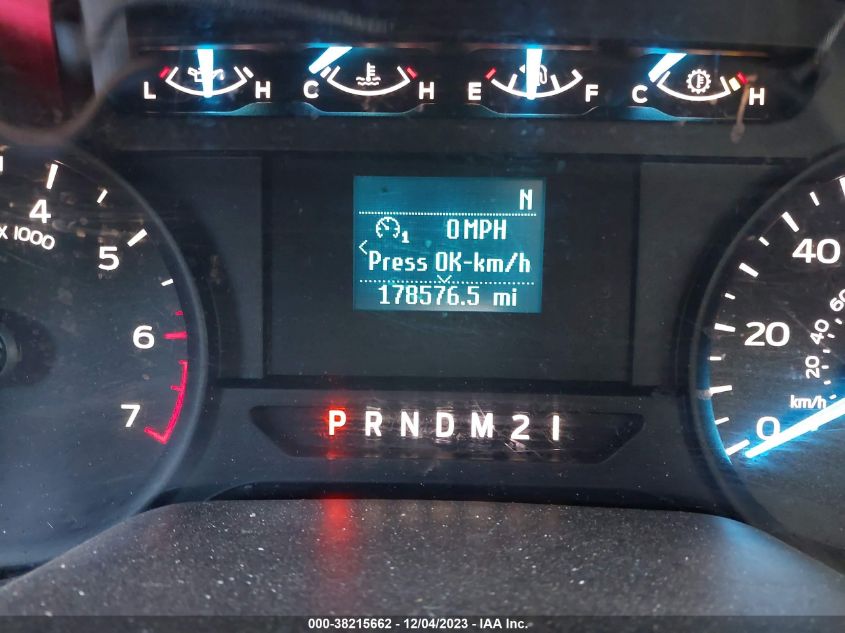 L H C H E F C H
N
4
X 1000
5
1 0 MPH
Press OK-km/h
178576.5 mi
40
60
6
20
40
20
km/h
7
P R N D M 2 1
0
000-38215662 - 12/04/2023 - IAA Inc.